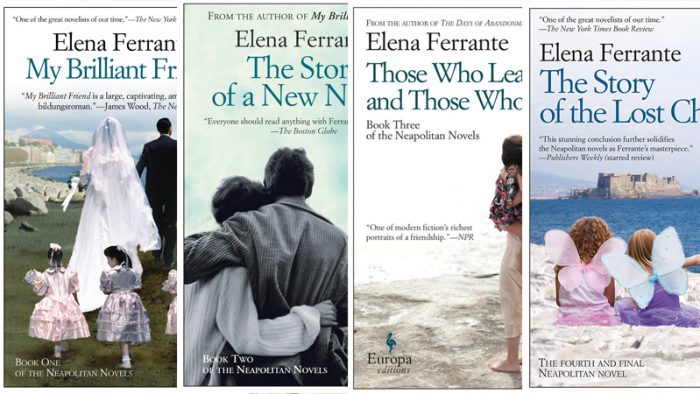 "One of the great novelists of our time."—The New York
Elena Ferrant
My Brilliant Fri
"My Brilliant Friend is a large, captivating, am
bildungsroman."—James Wood, The Ne
BOOK ONE
OF THE NEAPOLITAN NOVELS
FROM THE AUTHOR OF My Brill
Elena Ferran
The Stor
of a New N
"Everyone should read anything with Ferran
—The Boston Globe
BOOK TWO
OF THE NEAPOLITAN NOVELS
FROM THE AUTHOR OF THE DAYS OF ABANDONM
Elena Ferrante
Those Who Lea
and Those Who
Book Three
of the Neapolitan Novels
"One of modern fiction's richest
portraits of a friendship."—NPR
Europa
editions
"One of the great novelists of our time."
—The New York Times Book Review
Elena Ferrante
The Story
of the Lost Ch
"This stunning conclusion further solidifies
the Neapolitan novels as Ferrante's masterpiece."
—Publishers Weekly (starred review)
THE FOURTH AND FINAL
NEAPOLITAN NOVEL